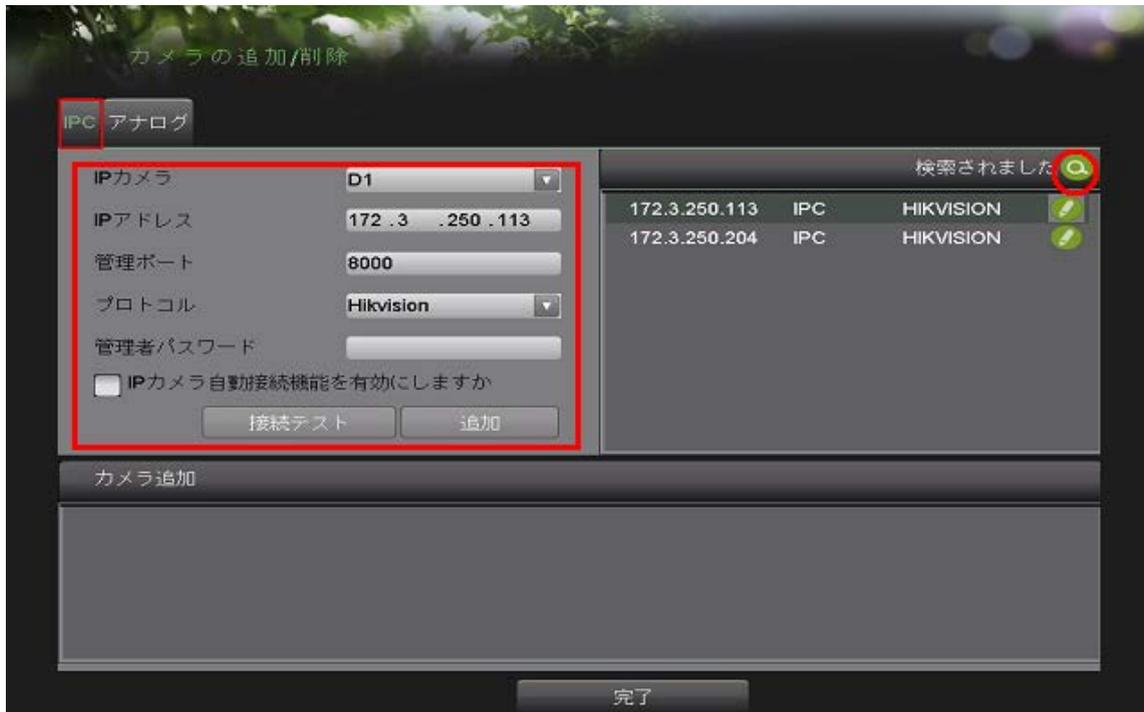 カメラの追加/削除
IPC アナログ
IPカメラ D1
IPアドレス 172 .3 .250 .113
管理ポート 8000
プロトコル Hikvision
管理者パスワード
IPカメラ自動接続機能を有効にしますか
接続テスト 追加
検索されました
172.3.250.113 IPC HIKVISION
172.3.250.204 IPC HIKVISION
カメラ追加
完了